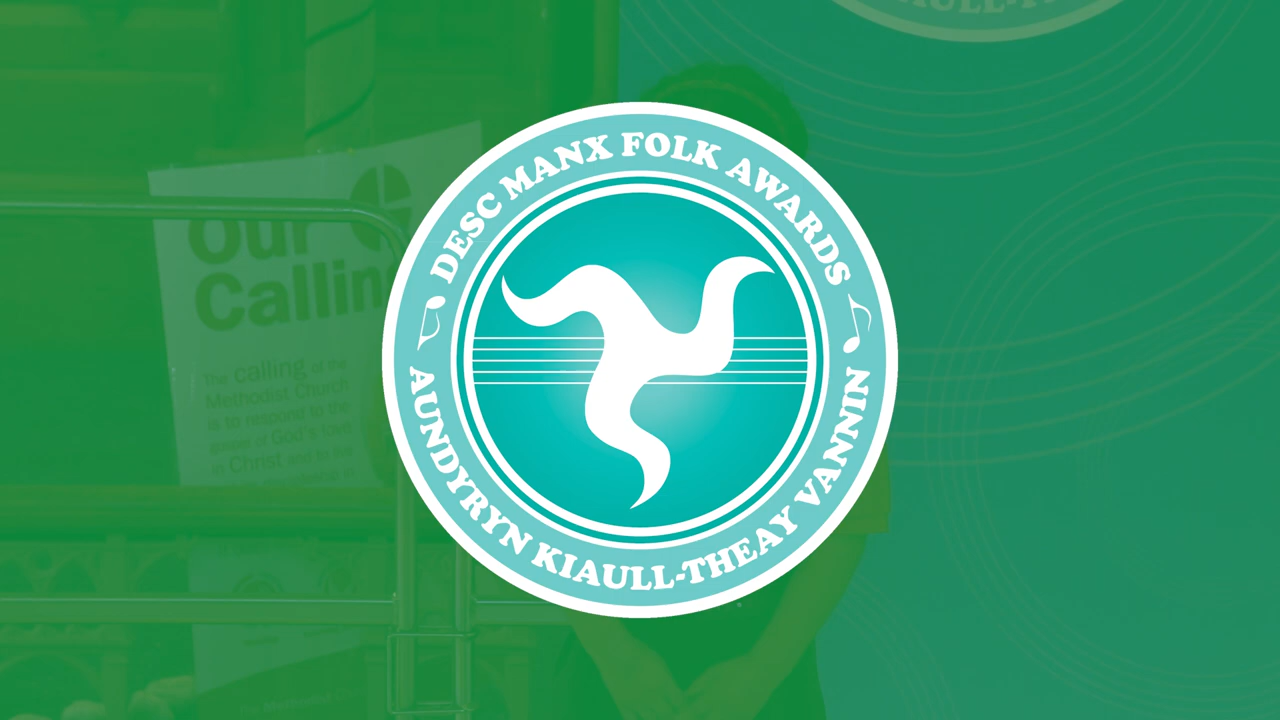 DESC MANX FOLK AWARDS
AUNDYRYN KIAULL-THEAY VANNIN
Our
Callin
The calling of the
Methodist Church
is to respond to the
gospel of God's love
in Christ and to live